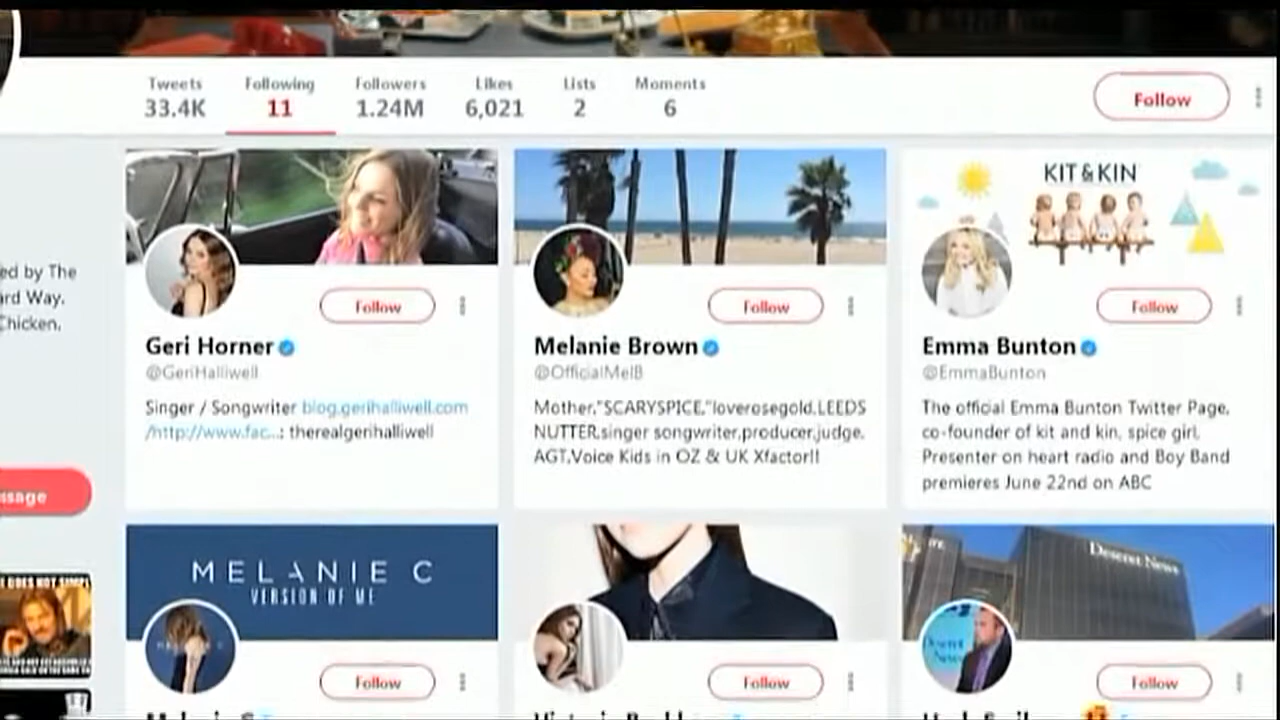 Tweets Following Followers Likes Lists Moments
33.4K 11 1.24M 6,021 2 6
Follow
KIT & KIN
ed by The
ard Way.
Chicken.
Follow
Follow
Follow
Geri Horner
Melanie Brown
Emma Bunton
@GeriHalliwell
@OfficialMelB
@EmmaBunton
Singer / Songwriter blog.gerihalliwell.com
/http://www.fac...: therealgerihalliwell
Mother,"SCARYSPICE,"loverosegold,LEEDS
NUTTER,singer songwriter,producer,judge,
AGT,Voice Kids in OZ & UK Xfactor!!
The official Emma Bunton Twitter Page,
co-founder of kit and kin, spice girl,
Presenter on heart radio and Boy Band
premieres June 22nd on ABC
ssage
MELANIE C
VERSION OF ME
Deseret News
Deseret
News
Follow
Follow
Follow